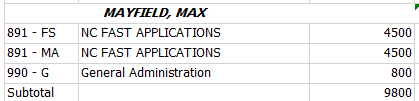 MAYFIELD, MAX
891 - FS NC FAST APPLICATIONS 4500
891 - MA NC FAST APPLICATIONS 4500
990 - G General Administration 800
Subtotal 9800